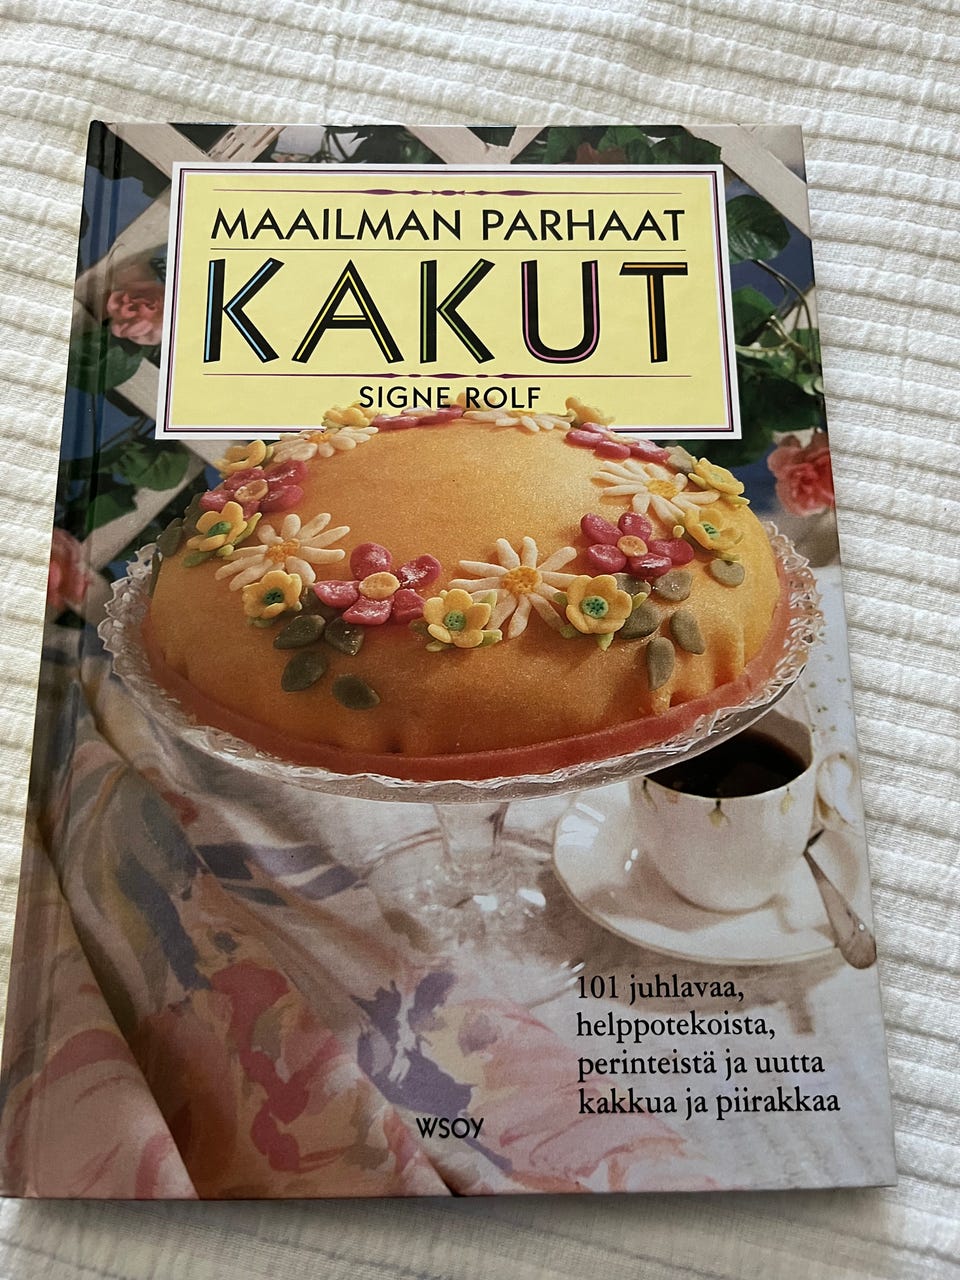 MAAILMAN PARHAAT
KAKUT
SIGNE ROLF
101 juhlavaa,
helppotekoista,
perinteistä ja uutta
kakkua ja piirakkaa
WSOY